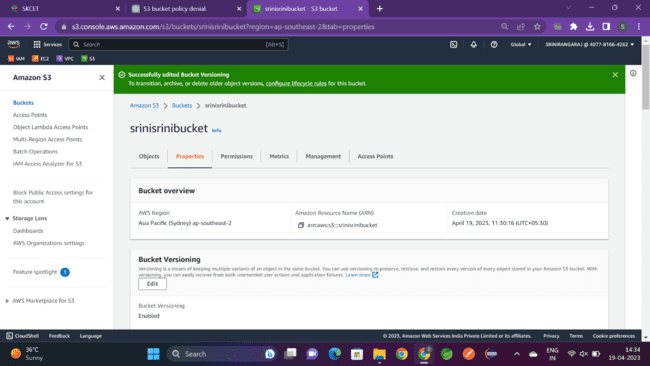 SKCET
S3 bucket policy denial.
srinisrinibucket - S3 bucket
s3.console.aws.amazon.com/s3/buckets/srinisrinibucket?region=ap-southeast-2&tab=properties
aws
Services
Search
[Alt+S]
Global
SRINIRANGARAJ @ 4077-8166-4262
IAM
EC2
VPC
S3
Amazon S3
Successfully edited Bucket Versioning
To transition, archive, or delete older object versions, configure lifecycle rules for this bucket.
Buckets
Access Points
Object Lambda Access Points
Multi-Region Access Points
Batch Operations
IAM Access Analyzer for S3
Block Public Access settings for
this account
Storage Lens
Dashboards
AWS Organizations settings
Feature spotlight 1
AWS Marketplace for S3
Amazon S3 > Buckets > srinisrinibucket
srinisrinibucket Info
Objects
Properties
Permissions
Metrics
Management
Access Points
Bucket overview
AWS Region
Asia Pacific (Sydney) ap-southeast-2
Amazon Resource Name (ARN)
arn:aws:s3:::srinisrinibucket
Creation date
April 19, 2023, 11:30:16 (UTC+05:30)
Bucket Versioning
Versioning is a means of keeping multiple variants of an object in the same bucket. You can use versioning to preserve, retrieve, and restore every version of every object stored in your Amazon S3 bucket. With
versioning, you can easily recover from both unintended user actions and application failures. Learn more
Edit
Bucket Versioning
Enabled
CloudShell
Feedback
Language
© 2023, Amazon Web Services India Private Limited or its affiliates.
Privacy
Terms
Cookie preferences
36°C
Sunny
Search
ENG
IN
14:34
19-04-2023